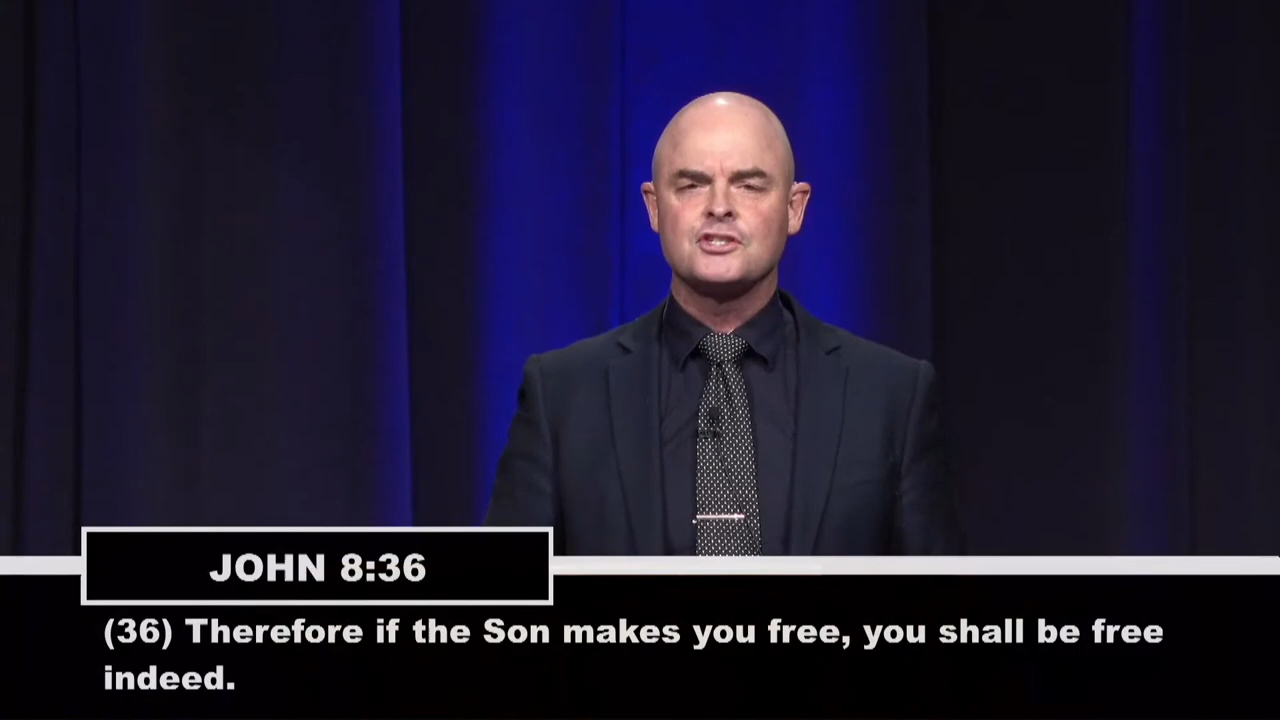 JOHN 8:36
(36) Therefore if the Son makes you free, you shall be free
indeed.